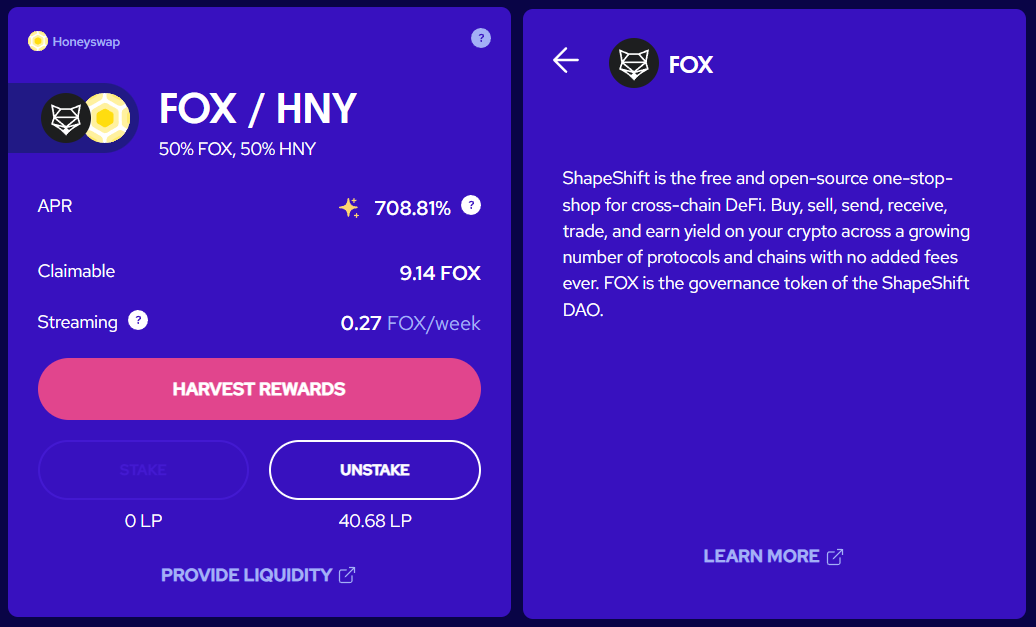 Honeyswap
?
FOX / HNY
50% FOX, 50% HNY
APR
708.81% ?
Claimable
9.14 FOX
Streaming ?
0.27 FOX/week
HARVEST REWARDS
STAKE
UNSTAKE
0 LP
40.68 LP
PROVIDE LIQUIDITY
FOX
ShapeShift is the free and open-source one-stop-
shop for cross-chain DeFi. Buy, sell, send, receive,
trade, and earn yield on your crypto across a growing
number of protocols and chains with no added fees
ever. FOX is the governance token of the ShapeShift
DAO.
LEARN MORE